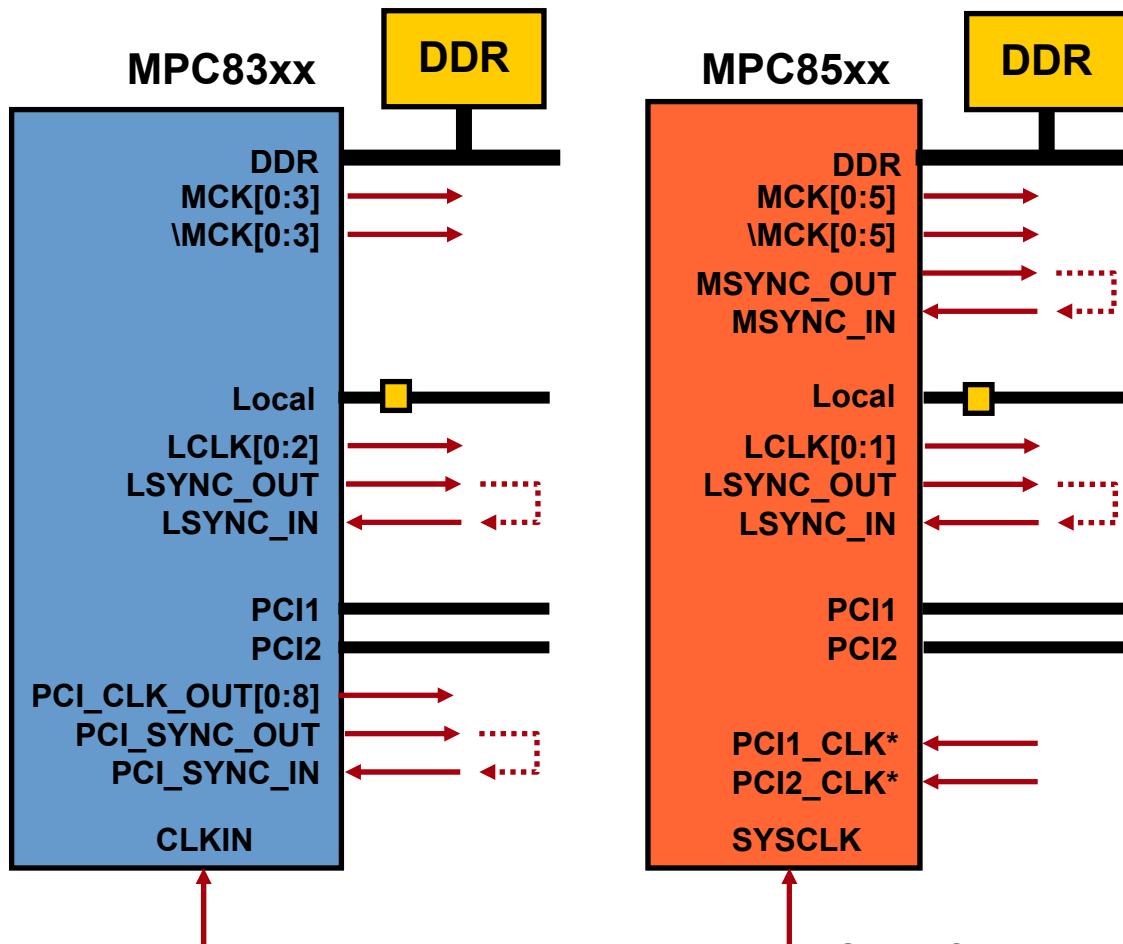 MPC83xx
DDR
DDR
MCK[0:3]
\MCK[0:3]
Local
LCLK[0:2]
LSYNC_OUT
LSYNC_IN
PCI1
PCI2
PCI_CLK_OUT[0:8]
PCI_SYNC_OUT
PCI_SYNC_IN
CLKIN
MPC85xx
DDR
DDR
MCK[0:5]
\MCK[0:5]
MSYNC_OUT
MSYNC_IN
Local
LCLK[0:1]
LSYNC_OUT
LSYNC_IN
PCI1
PCI2
PCI1_CLK*
PCI2_CLK*
SYSCLK